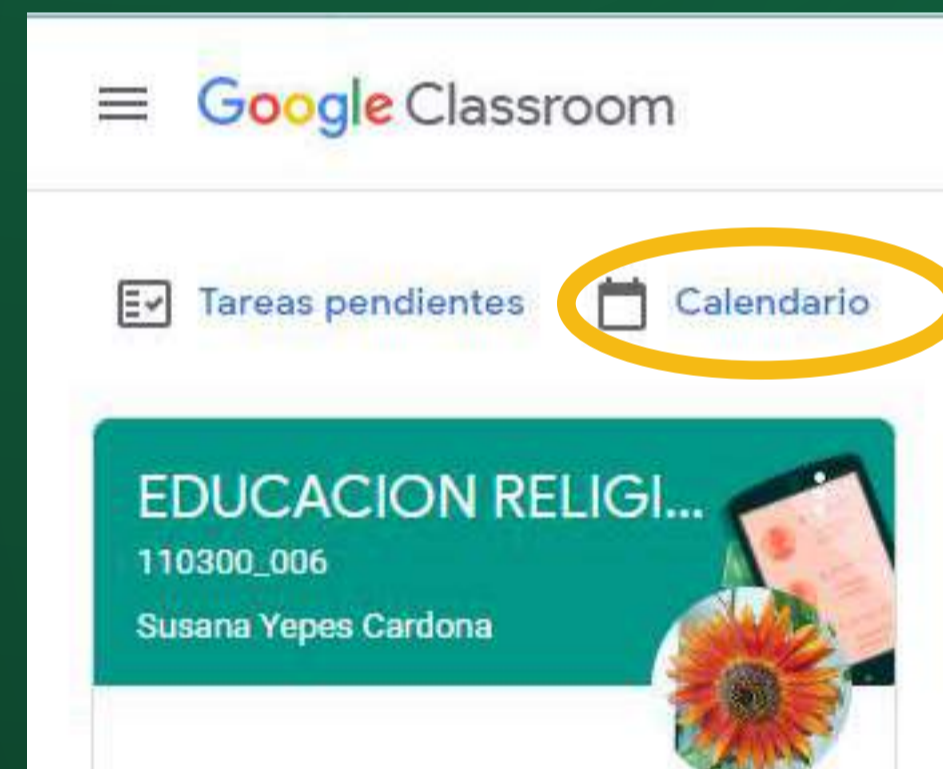 Google Classroom
Tareas pendientes Calendario
EDUCACION RELIGI...
110300_006
Susana Yepes Cardona